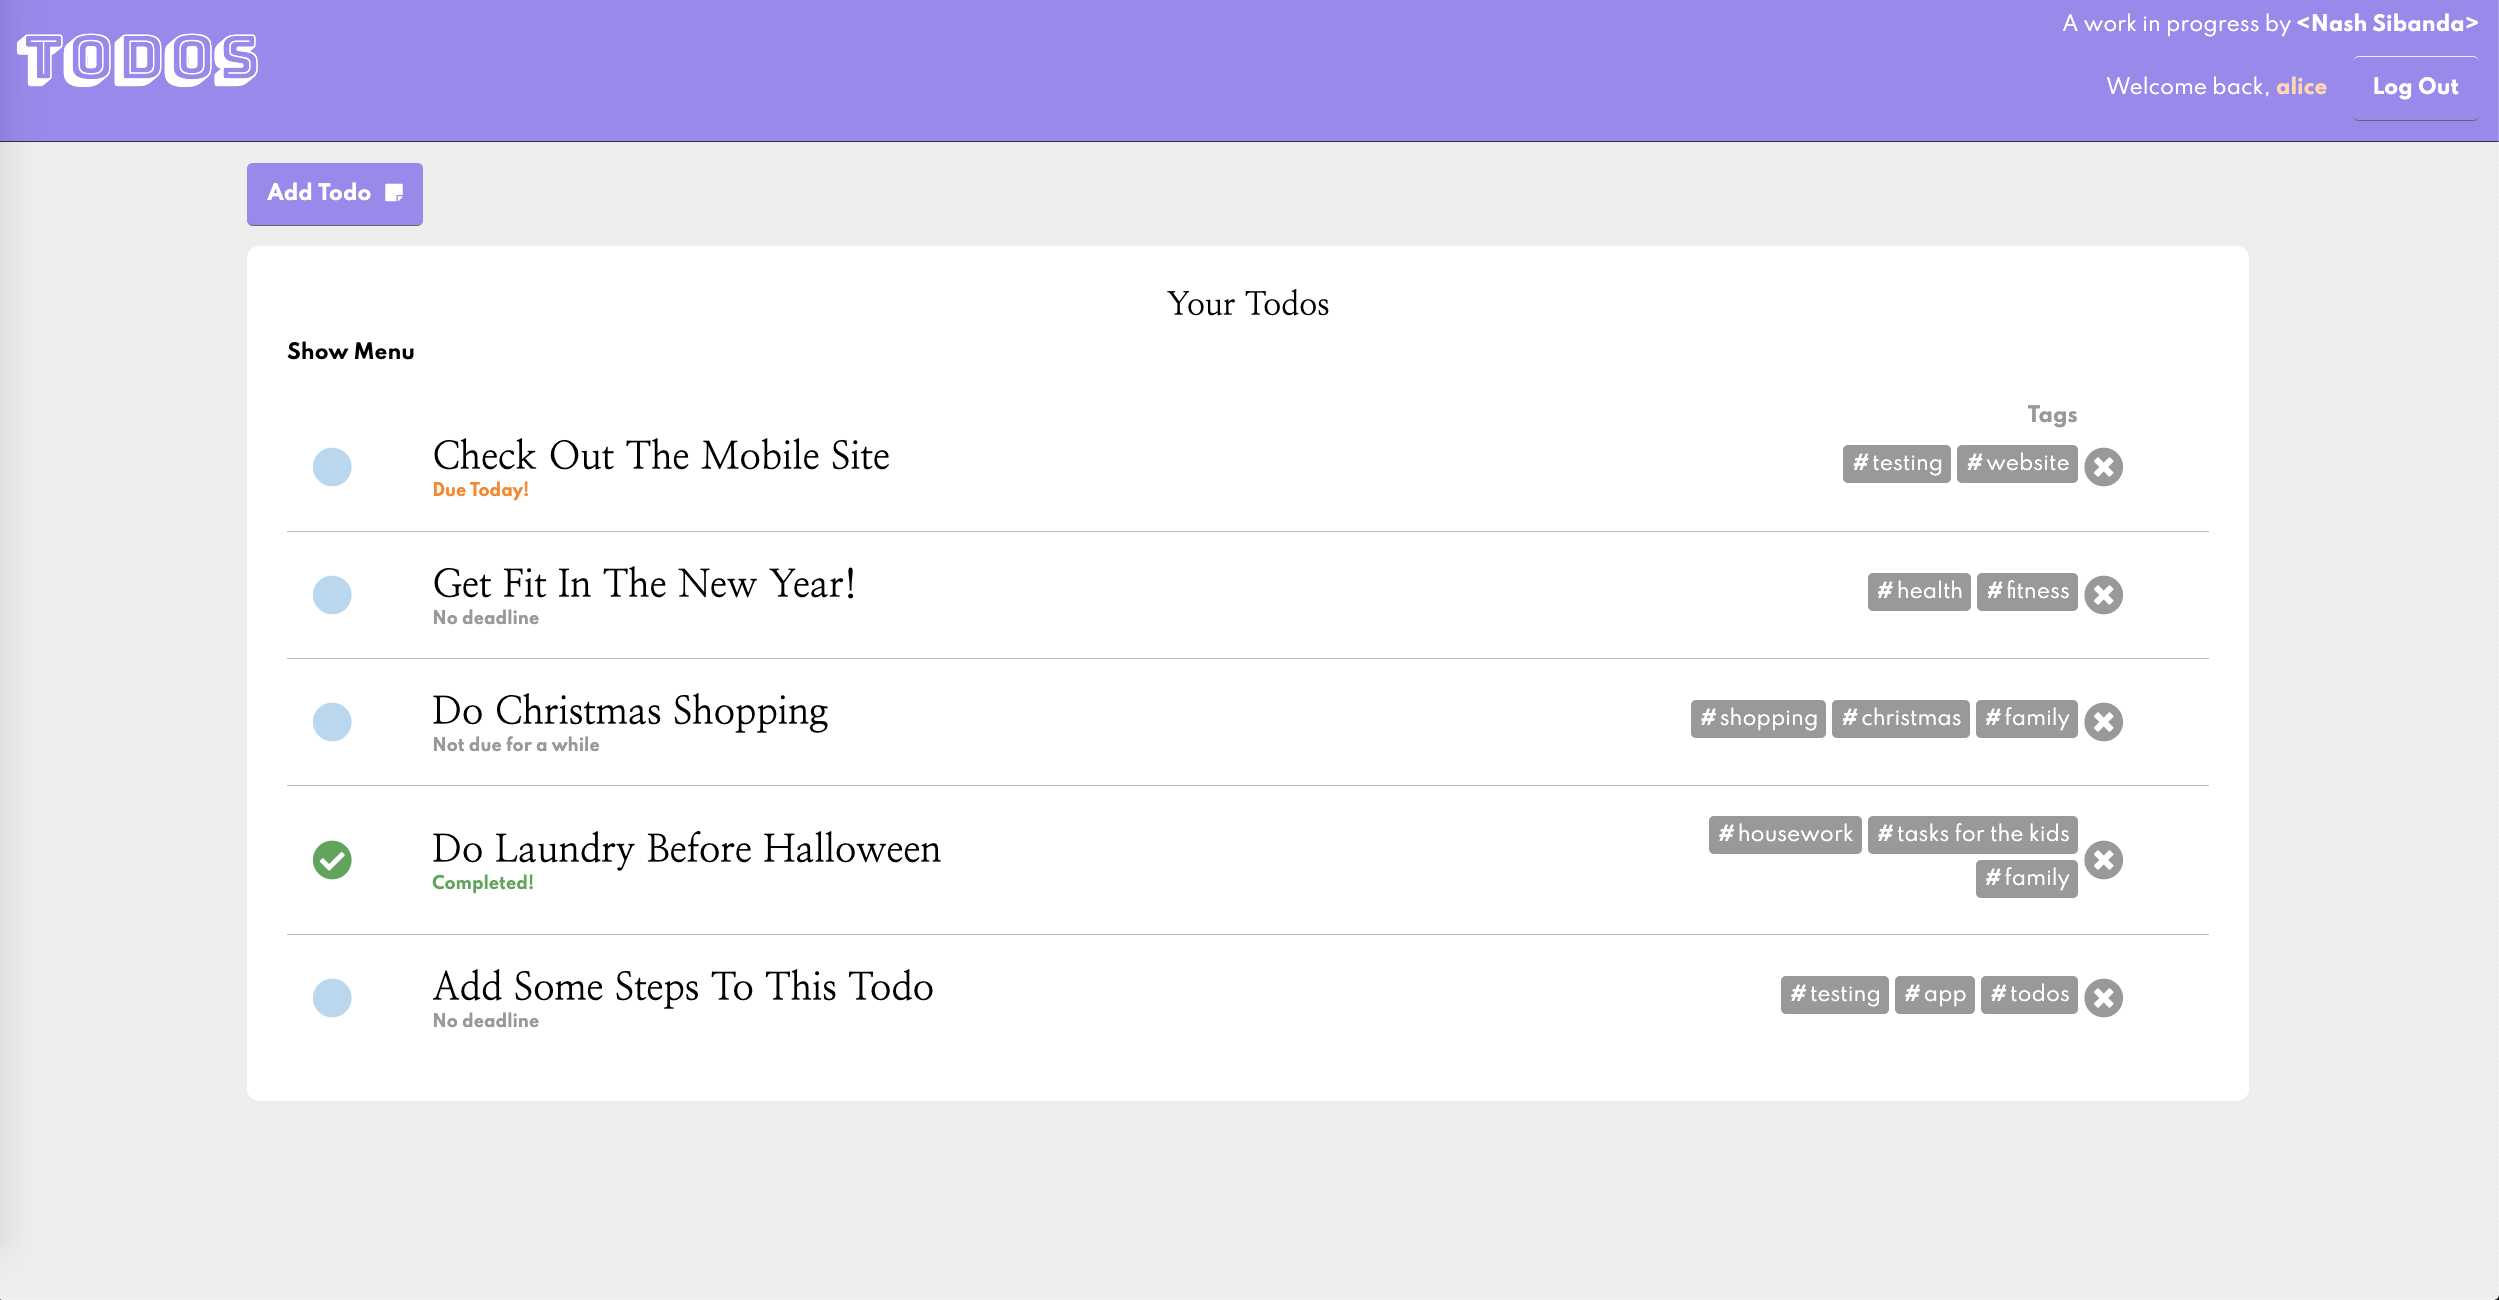 TODOS
A work in progress by <Nash Sibanda>
Welcome back, alice
Log Out
Add Todo
Your Todos
Show Menu
Tags
Check Out The Mobile Site
Due Today!
#testing #website
Get Fit In The New Year!
No deadline
#health #fitness
Do Christmas Shopping
Not due for a while
#shopping #christmas #family
Do Laundry Before Halloween
Completed!
#housework #tasks for the kids
#family
Add Some Steps To This Todo
No deadline
#testing #app #todos